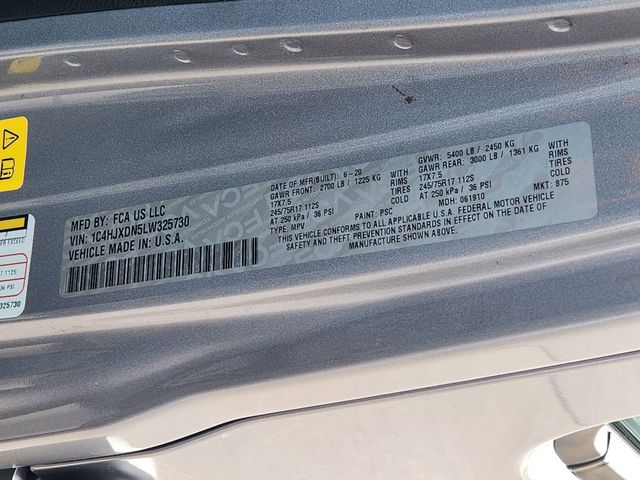 MFD BY: FCA US LLC
VIN: 1C4HJXDN5LW325730
VEHICLE MADE IN U.S.A.
DATE OF MFR(BUILT): 6-20
GAWR FRONT: 2700 LB / 1225 KG WITH
17X7.5 RIMS
245/75R17 112S TIRES
AT 250 kPa / 36 PSI COLD
TYPE: MPV PAINT: PSC
GVWR: 5400 LB / 2450 KG
GAWR REAR: 3000 LB / 1361 KG WITH
17X7.5 RIMS
245/75R17 112S TIRES
AT 250 kPa / 36 PSI COLD
MDH: 061910 MKT: 875
THIS VEHICLE CONFORMS TO ALL APPLICABLE U.S.A. FEDERAL MOTOR VEHICLE
SAFETY AND THEFT PREVENTION STANDARDS IN EFFECT ON THE DATE OF MANUFACTURE SHOWN ABOVE.
17 112S
PSI
325730